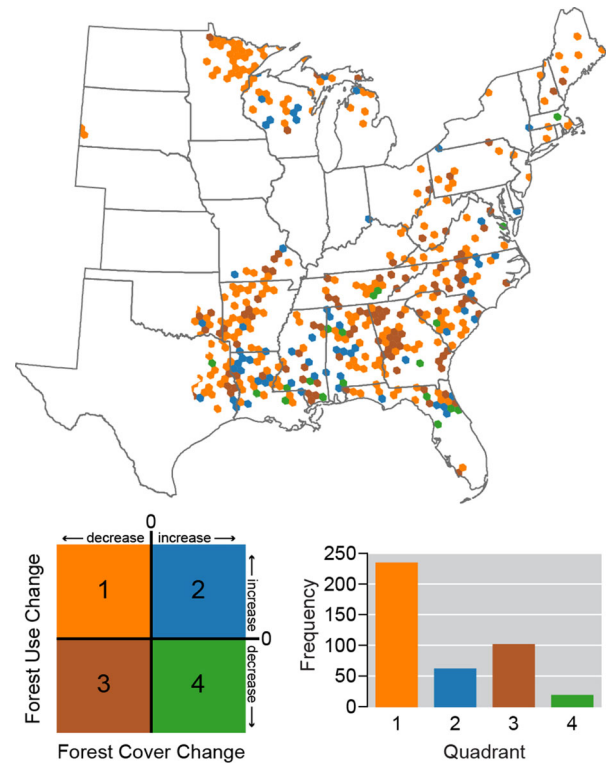 0
decrease increase
Forest Use Change
1 2
3 4
increase
0
decrease
Forest Cover Change
Frequency
250
200
150
100
50
0
1 2 3 4
Quadrant